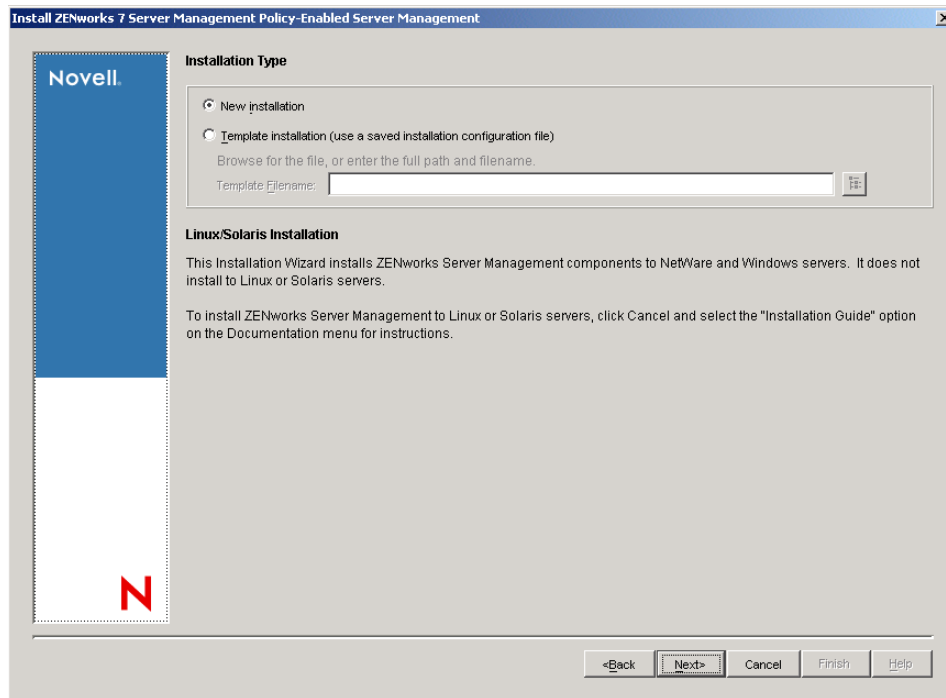 Install ZENworks 7 Server Management Policy-Enabled Server Management
Novell.
Installation Type
New installation
Template installation (use a saved installation configuration file)
Browse for the file, or enter the full path and filename.
Template Filename:
Linux/Solaris Installation
This Installation Wizard installs ZENworks Server Management components to NetWare and Windows servers. It does not
install to Linux or Solaris servers.
To install ZENworks Server Management to Linux or Solaris servers, click Cancel and select the "Installation Guide" option
on the Documentation menu for instructions.
N
<Back
Next>
Cancel
Finish
Help